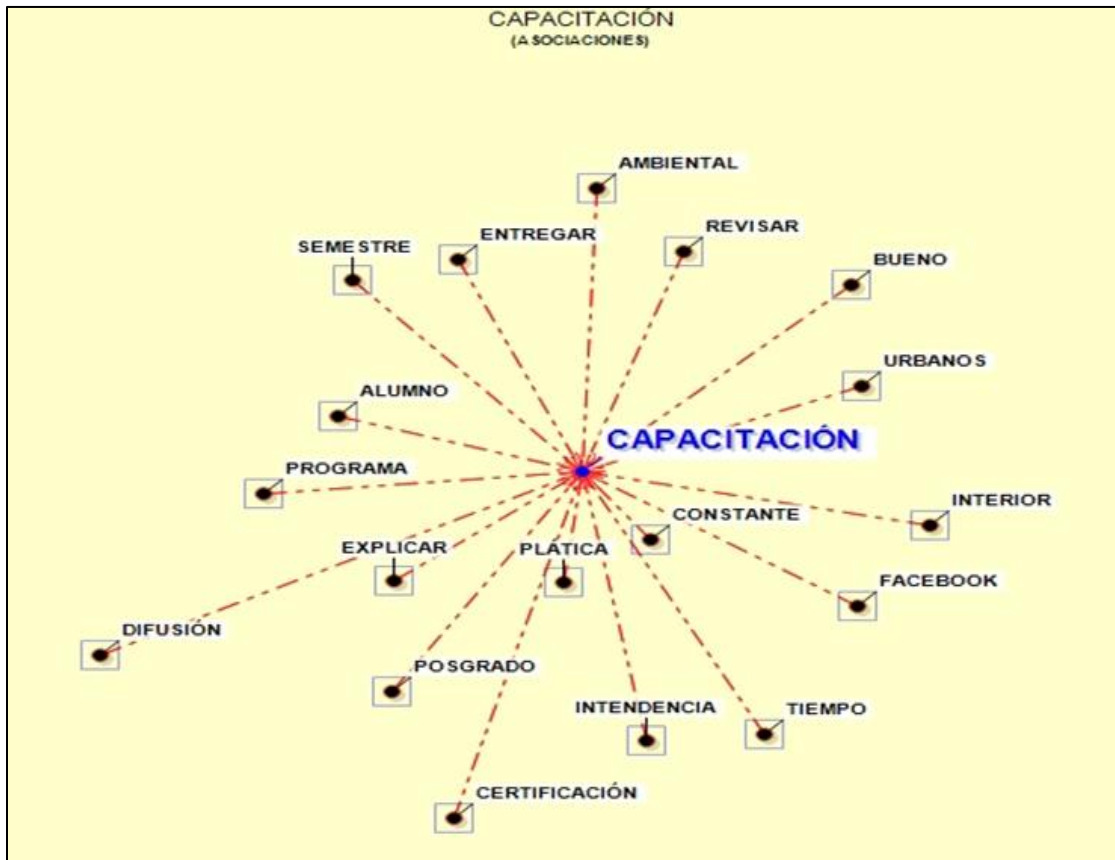 CAPACITACIÓN
(ASOCIACIONES)
AMBIENTAL
REVISAR
ENTREGAR
SEMESTRE
BUENO
URBANOS
ALUMNO
CAPACITACIÓN
PROGRAMA
INTERIOR
CONSTANTE
EXPLICAR
PLÁTICA
FACEBOOK
DIFUSIÓN
POSGRADO
INTENDENCIA
TIEMPO
CERTIFICACIÓN